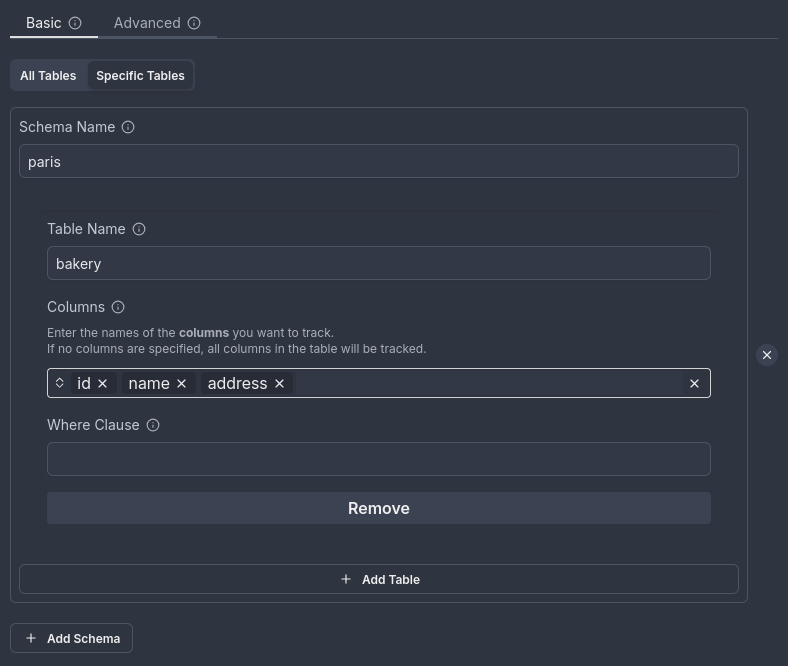 Basic Advanced
All Tables Specific Tables
Schema Name
paris
Table Name
bakery
Columns
Enter the names of the columns you want to track.
If no columns are specified, all columns in the table will be tracked.
id name address
Where Clause
Remove
Add Table
Add Schema